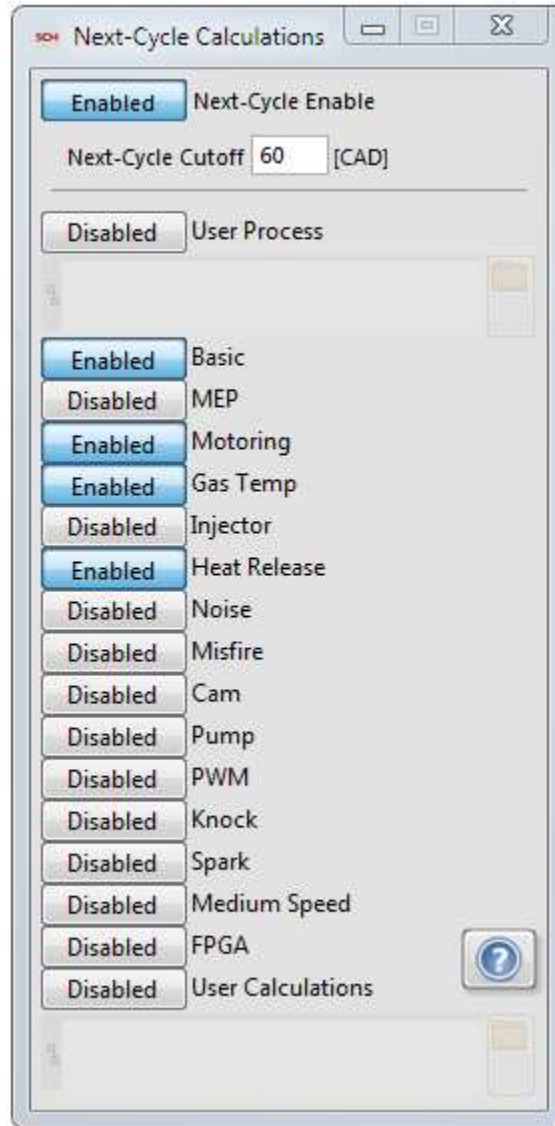 Next-Cycle Calculations
Enabled Next-Cycle Enable
Next-Cycle Cutoff 60 [CAD]
Disabled User Process
Enabled Basic
Disabled MEP
Enabled Motoring
Enabled Gas Temp
Disabled Injector
Enabled Heat Release
Disabled Noise
Disabled Misfire
Disabled Cam
Disabled Pump
Disabled PWM
Disabled Knock
Disabled Spark
Disabled Medium Speed
Disabled FPGA
Disabled User Calculations